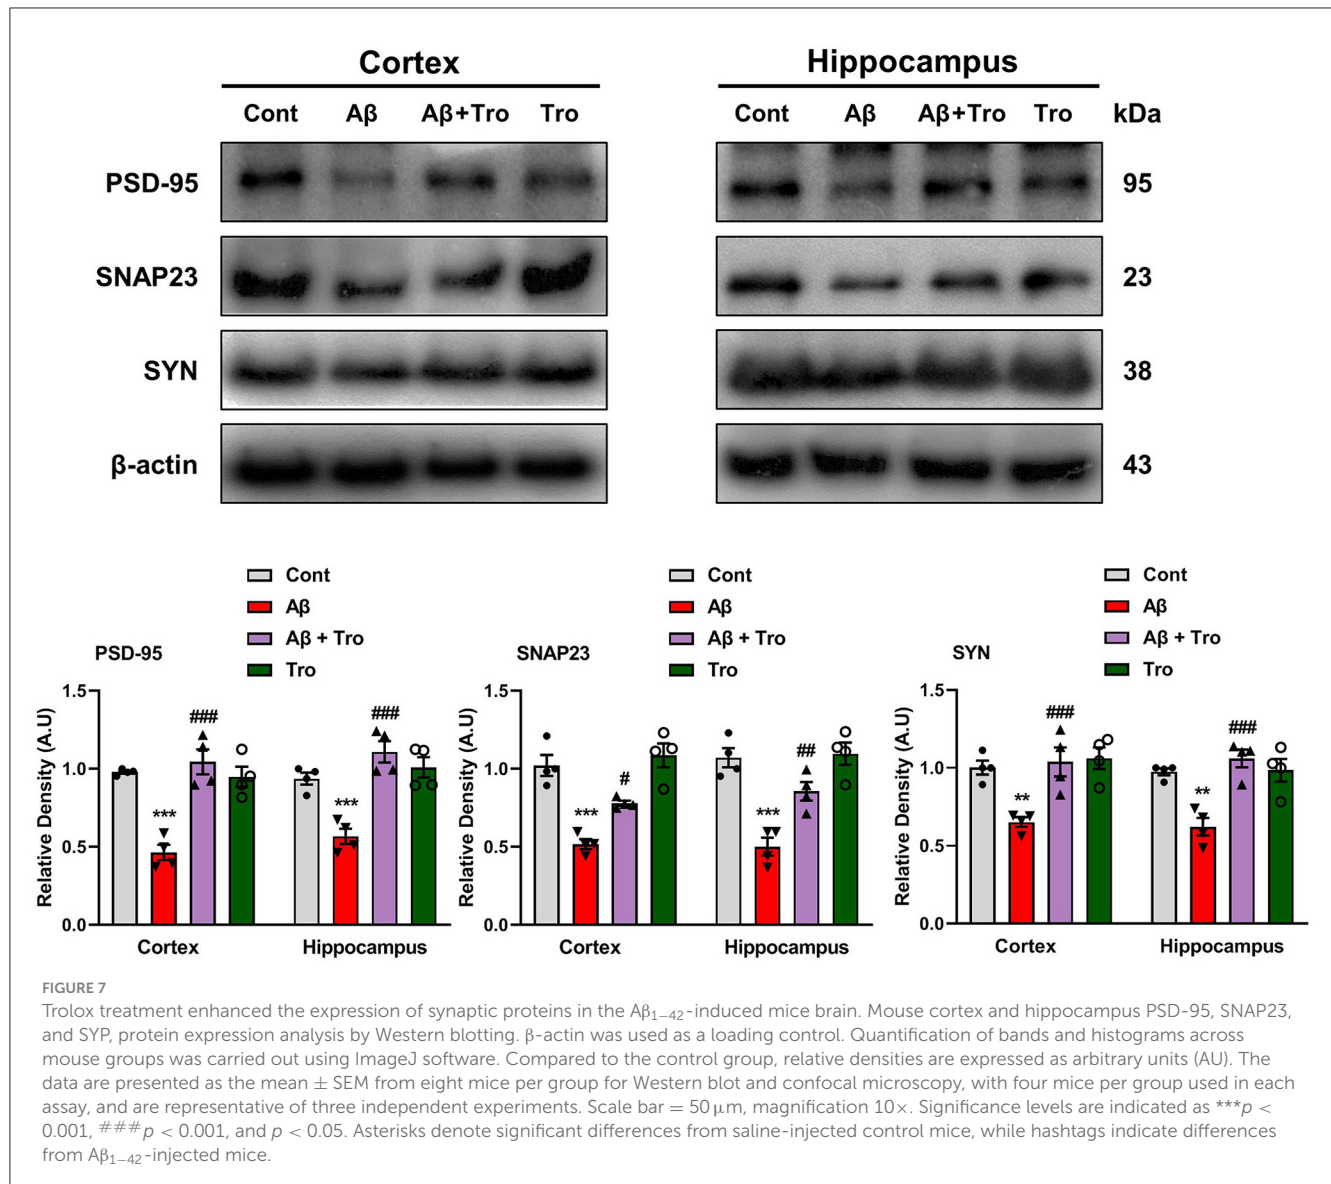 Cortex Hippocampus
Cont Aβ Aβ+Tro Tro Cont Aβ Aβ+Tro Tro kDa
PSD-95 95
SNAP23 23
SYN 38
β-actin 43
Cont
Aβ
Aβ + Tro
Tro
PSD-95
Relative Density (A.U)
1.5
1.0
0.5
0.0
***
###
***
###
Cortex Hippocampus
Cont
Aβ
Aβ + Tro
Tro
SNAP23
Relative Density (A.U)
1.5
1.0
0.5
0.0
***
#
***
##
Cortex Hippocampus
Cont
Aβ
Aβ + Tro
Tro
SYN
Relative Density (A.U)
1.5
1.0
0.5
0.0
**
###
**
###
Cortex Hippocampus
FIGURE 7
Trolox treatment enhanced the expression of synaptic proteins in the Aβ₁₋₄₂-induced mice brain. Mouse cortex and hippocampus PSD-95, SNAP23,
and SYP, protein expression analysis by Western blotting. β-actin was used as a loading control. Quantification of bands and histograms across
mouse groups was carried out using ImageJ software. Compared to the control group, relative densities are expressed as arbitrary units (AU). The
data are presented as the mean ± SEM from eight mice per group for Western blot and confocal microscopy, with four mice per group used in each
assay, and are representative of three independent experiments. Scale bar = 50 μm, magnification 10×. Significance levels are indicated as ***p <
0.001, ###p < 0.001, and p < 0.05. Asterisks denote significant differences from saline-injected control mice, while hashtags indicate differences
from Aβ₁₋₄₂-injected mice.